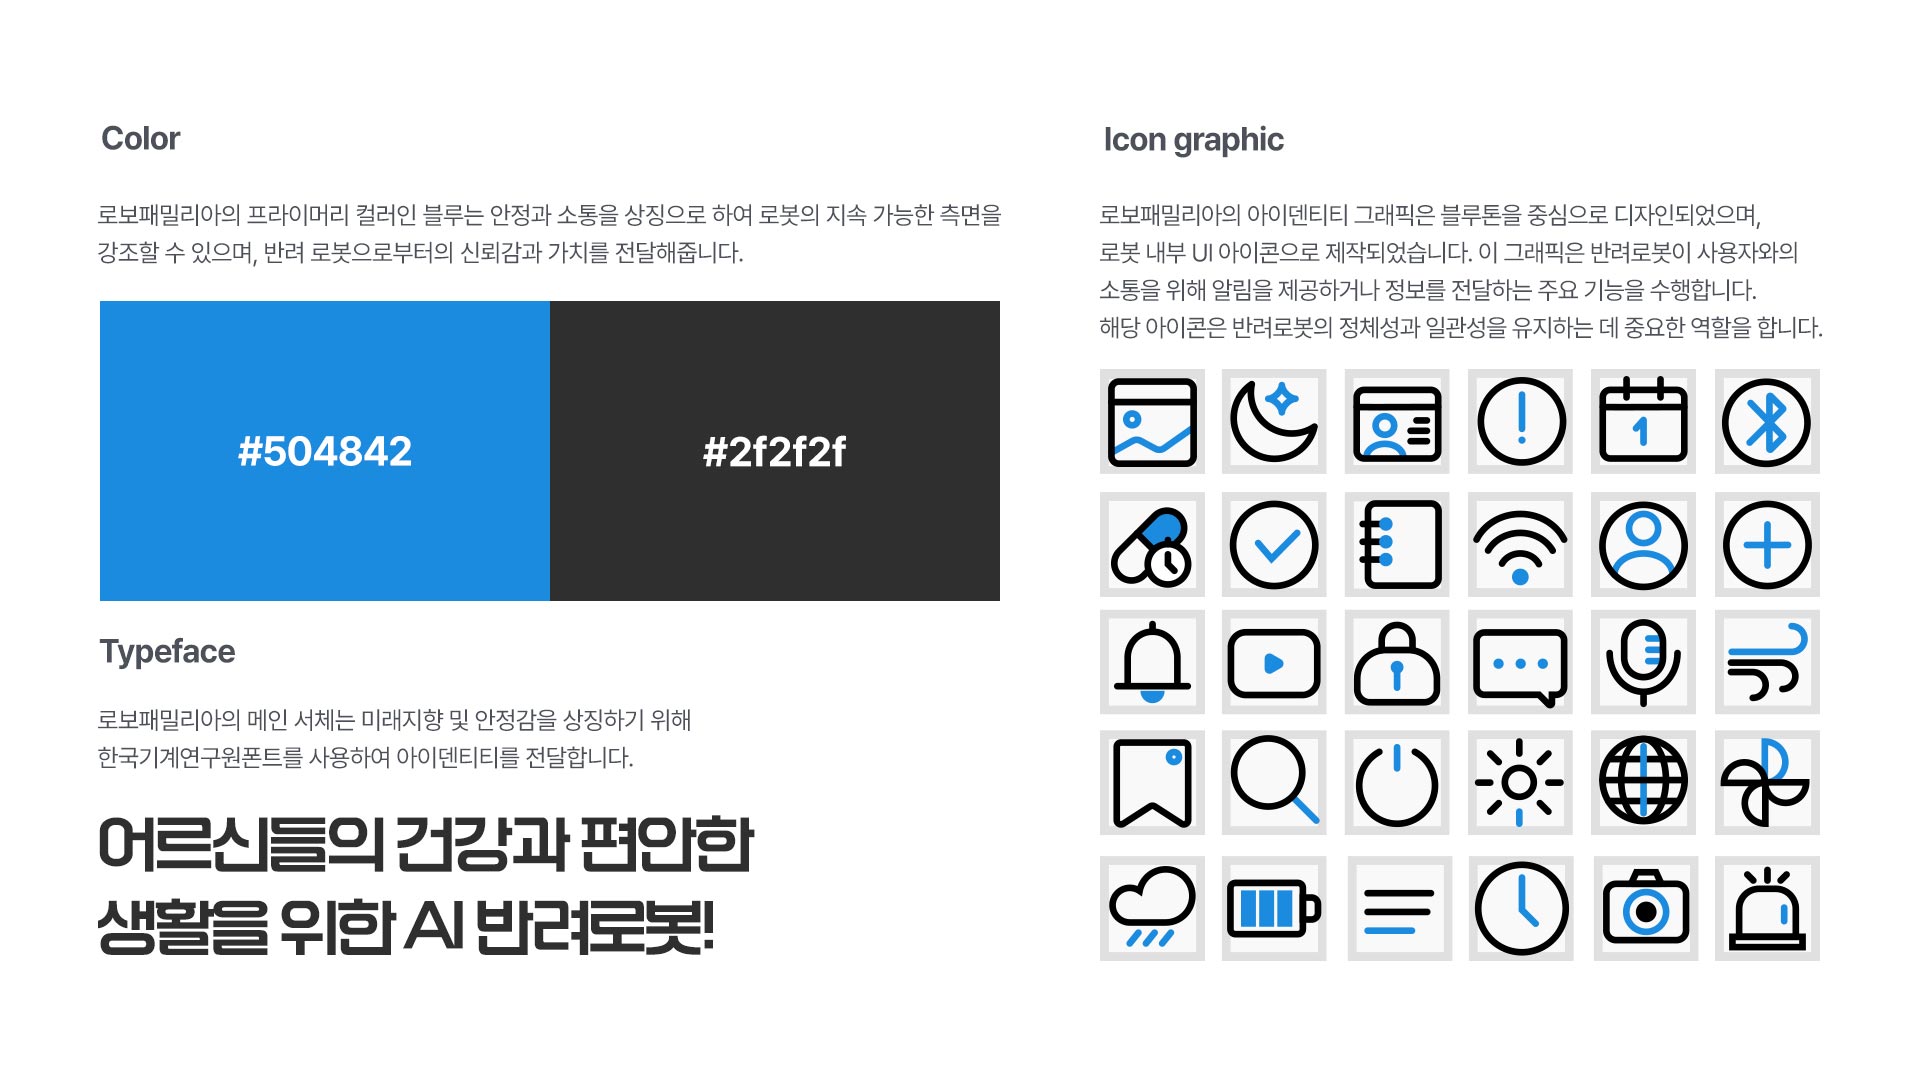 Color
로보패밀리아의 프라이머리 컬러인 블루는 안정과 소통을 상징으로 하여 로봇의 지속 가능한 측면을
강조할 수 있으며, 반려 로봇으로부터의 신뢰감과 가치를 전달해줍니다.
#504842
#2f2f2f
Typeface
로보패밀리아의 메인 서체는 미래지향 및 안정감을 상징하기 위해
한국기계연구원폰트를 사용하여 아이덴티티를 전달합니다.
어르신들의 건강과 편안한
생활을 위한 AI 반려로봇!
Icon graphic
로보패밀리아의 아이덴티티 그래픽은 블루톤을 중심으로 디자인되었으며,
로봇 내부 UI 아이콘으로 제작되었습니다. 이 그래픽은 반려로봇이 사용자와의
소통을 위해 알림을 제공하거나 정보를 전달하는 주요 기능을 수행합니다.
해당 아이콘은 반려로봇의 정체성과 일관성을 유지하는 데 중요한 역할을 합니다.
1